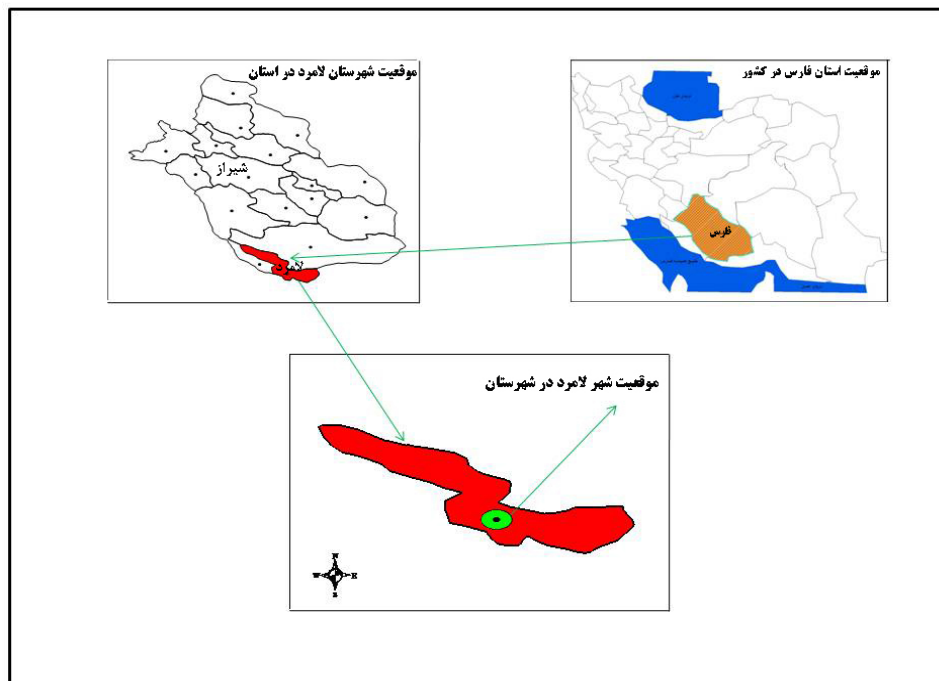 موقعیت استان فارس در کشور
فارس
موقعیت شهرستان لامرد در استان
شیراز
لامرد
موقعیت شهر لامرد در شهرستان
N
W E
S